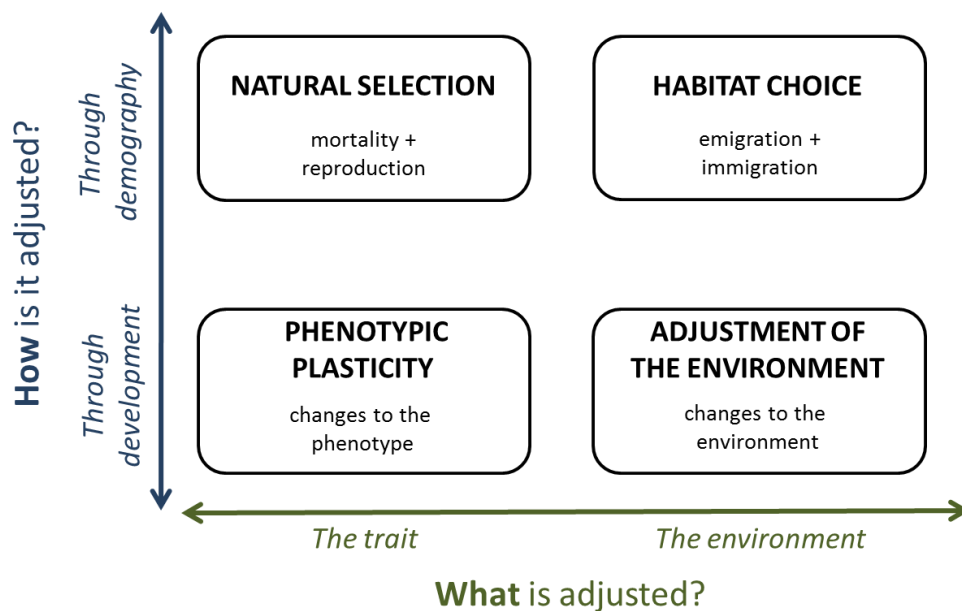 How is it adjusted?
Through
demography
Through
development
NATURAL SELECTION
mortality +
reproduction
HABITAT CHOICE
emigration +
immigration
PHENOTYPIC
PLASTICITY
changes to the
phenotype
ADJUSTMENT OF
THE ENVIRONMENT
changes to the
environment
The trait
The environment
What is adjusted?